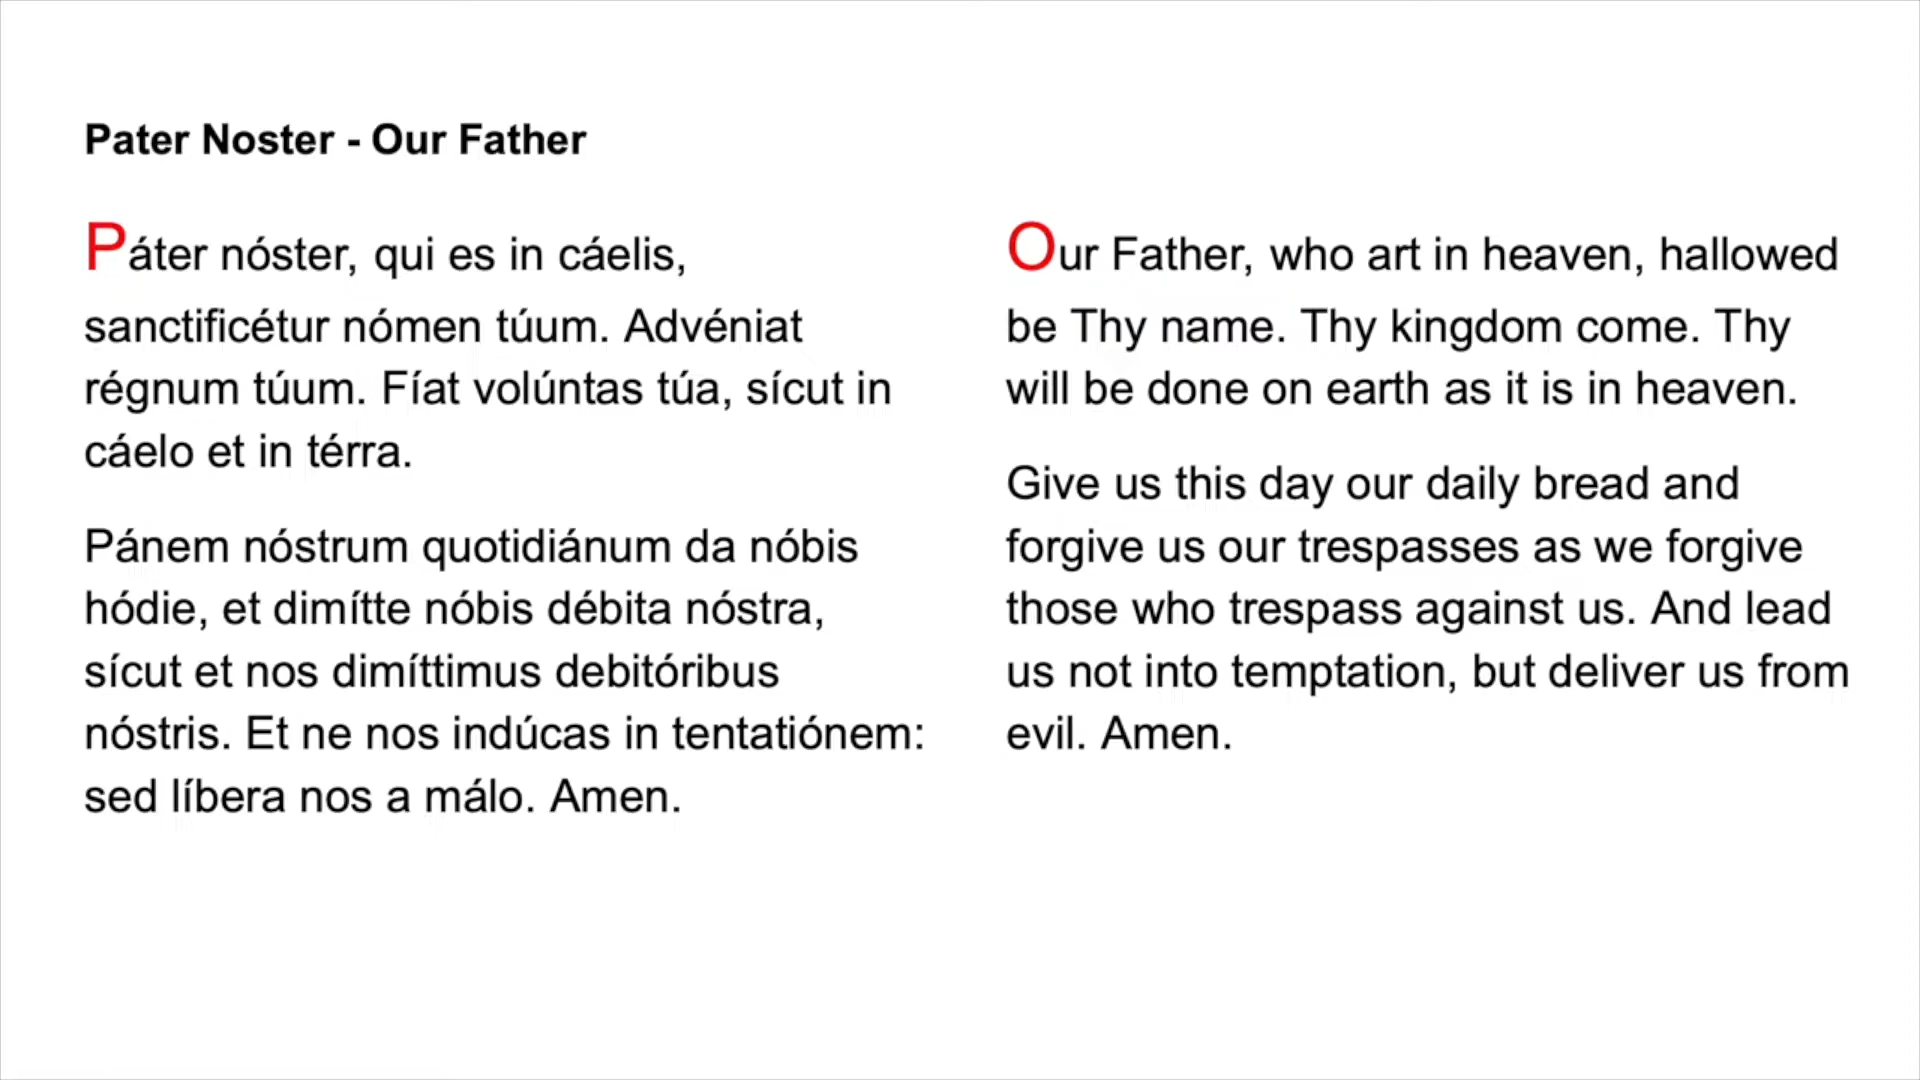 Pater Noster - Our Father
Páter nóster, qui es in cáelis,
sanctificétur nómen túum. Advéniat
régnum túum. Fíat volúntas túa, sícut in
cáelo et in térra.
Pánem nóstrum quotidiánum da nóbis
hódie, et dimítte nóbis débita nóstra,
sícut et nos dimíttimus debitóribus
nóstris. Et ne nos indúcas in tentatiónem:
sed líbera nos a málo. Amen.
Our Father, who art in heaven, hallowed
be Thy name. Thy kingdom come. Thy
will be done on earth as it is in heaven.
Give us this day our daily bread and
forgive us our trespasses as we forgive
those who trespass against us. And lead
us not into temptation, but deliver us from
evil. Amen.